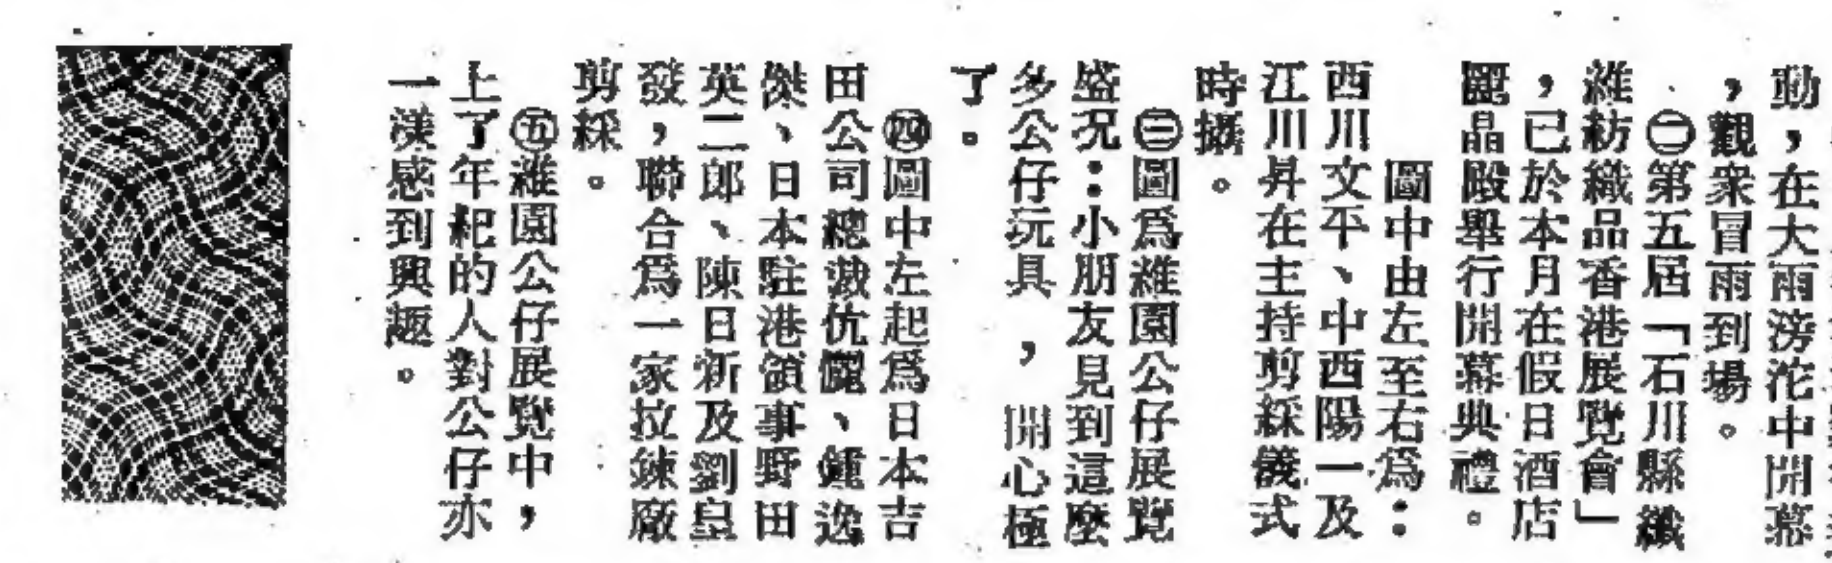 動，在大雨滂沱中開幕
，觀衆冒雨到場。
㊁第五屆「石川縣纖
維紡織品香港展覽會」
，已於本月在假日酒店
麗晶殿舉行開幕典禮。
圖中由左至右爲：
西川文平、中西陽一及
江川昇在主持剪綵儀式
時攝。
㊂圖爲維園公仔展覽
盛況：小朋友見到這麼
多公仔玩具，開心極
了。
㊃圖中左起爲日本吉
田公司總裁伉儷、鍾逸
傑、日本駐港領事野田
英二郎、陳日新及劉皇
發，聯合爲一家拉鍊廠
剪綵。
㊄維園公仔展覽中，
上了年紀的人對公仔亦
一漾感到興趣。